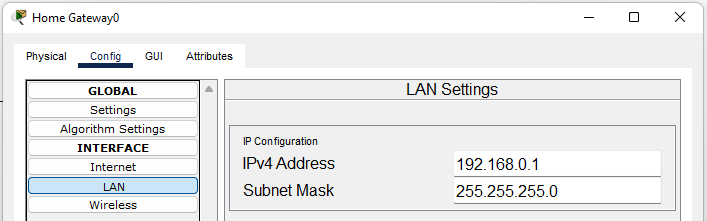 Home Gateway0
Physical Config GUI Attributes
GLOBAL
Settings
Algorithm Settings
INTERFACE
Internet
LAN
Wireless
LAN Settings
IP Configuration
IPv4 Address 192.168.0.1
Subnet Mask 255.255.255.0